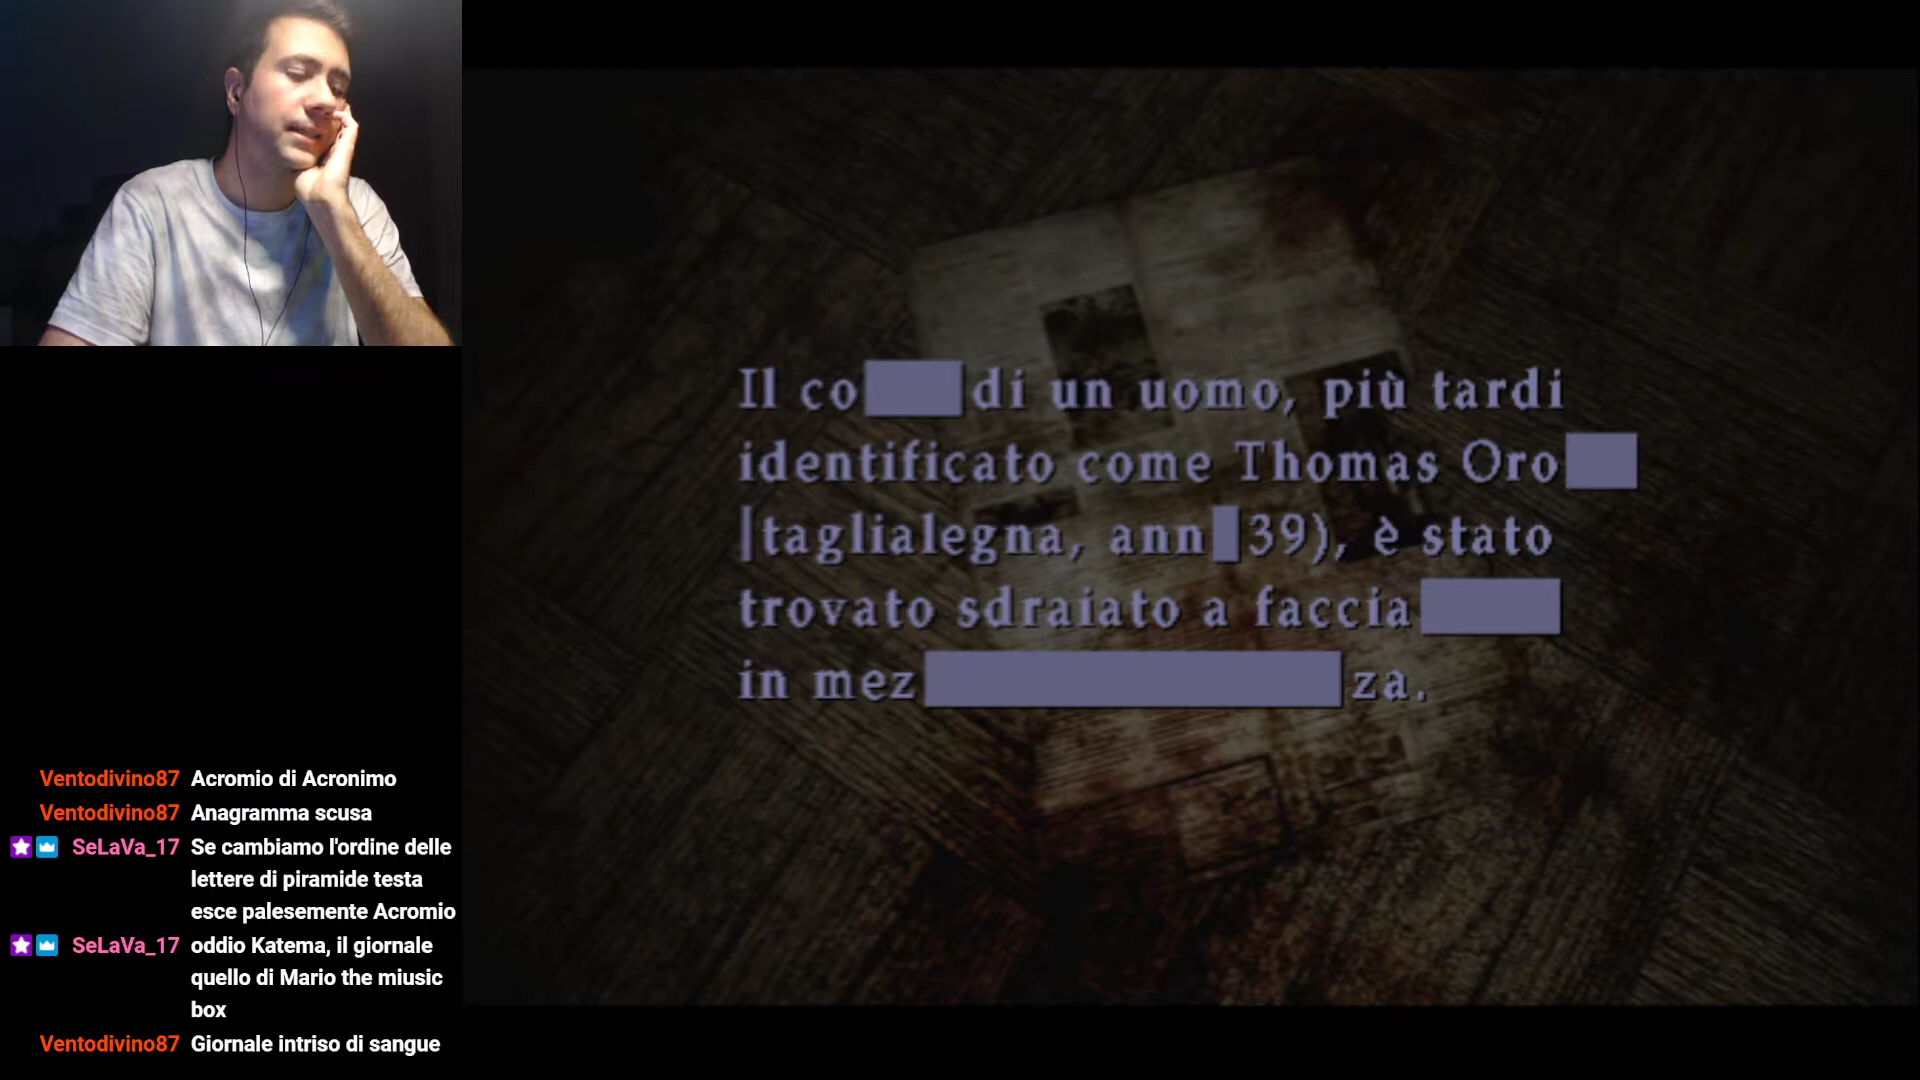 Il co di un uomo, più tardi
identificato come Thomas Oro
taglialegna, ann 39), è stato
trovato sdraiato a faccia
in mez za.
Ventodivino87 Acromio di Acronimo
Ventodivino87 Anagramma scusa
SeLaVa_17 Se cambiamo l'ordine delle
lettere di piramide testa
esce palesemente Acromio
SeLaVa_17 oddio Katema, il giornale
quello di Mario the miusic
box
Ventodivino87 Giornale intriso di sangue